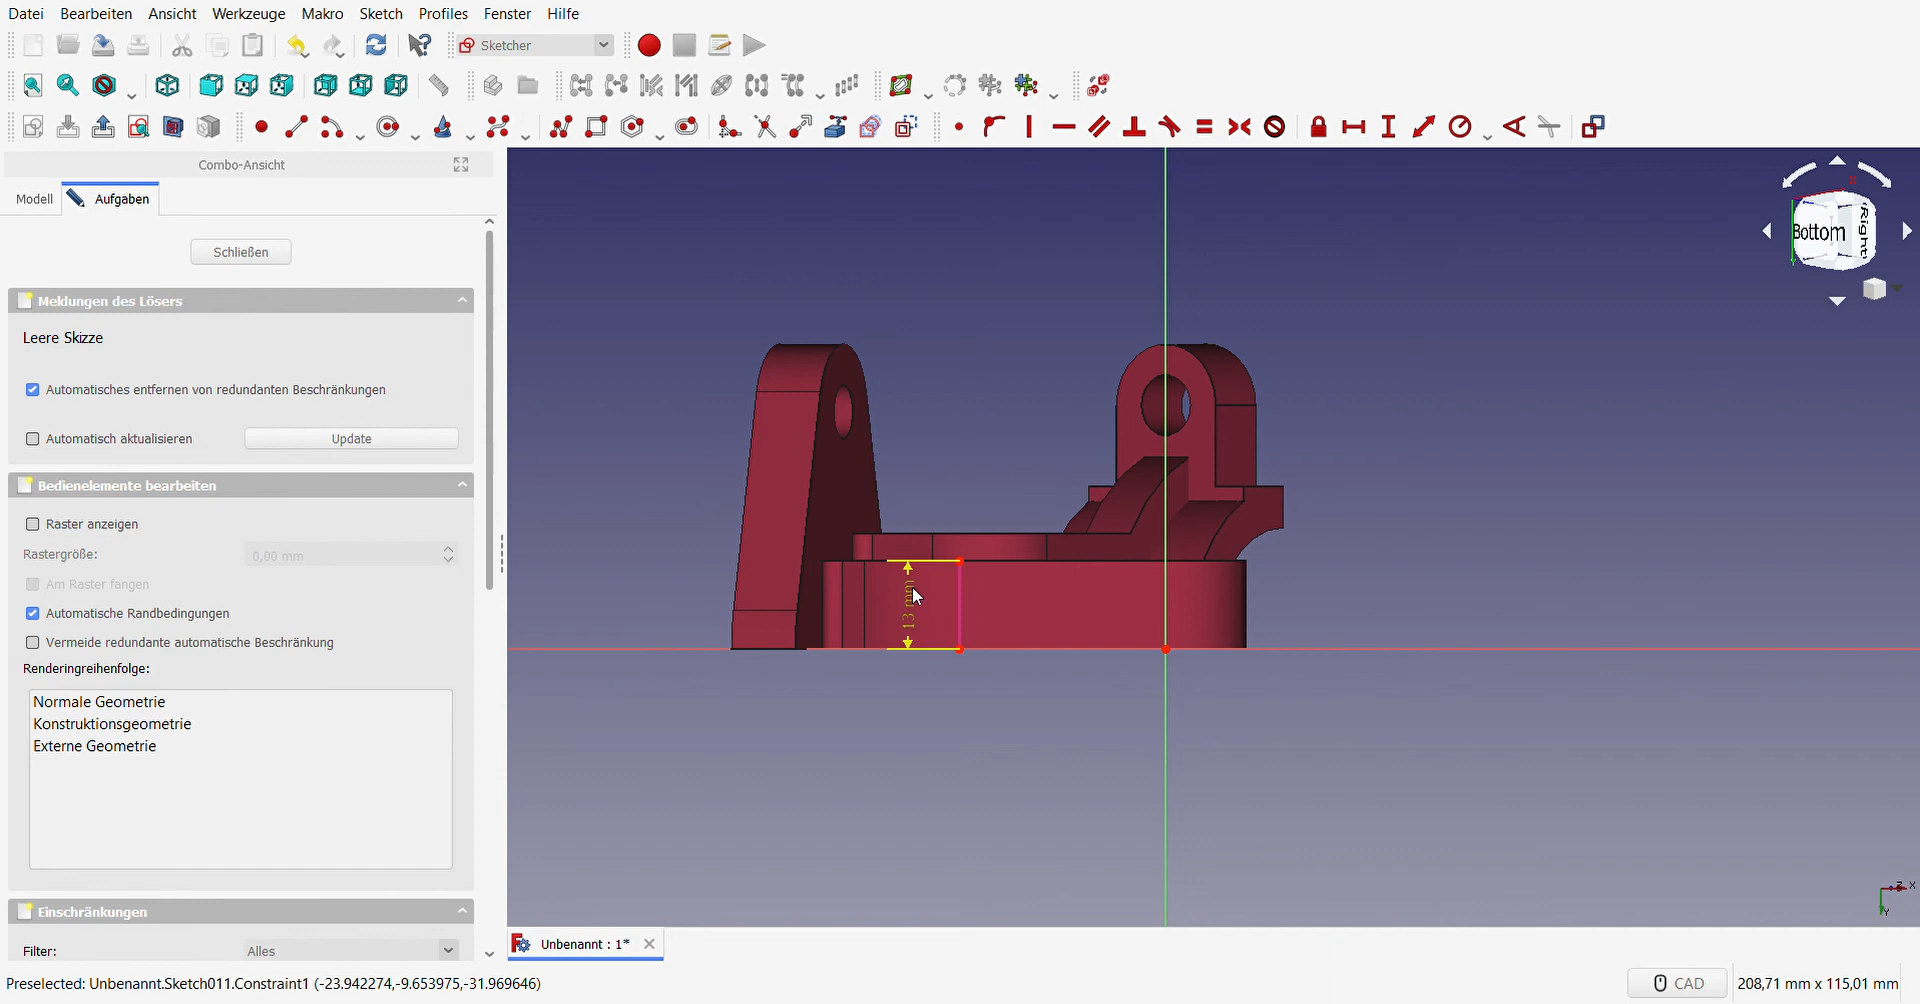 Datei Bearbeiten Ansicht Werkzeuge Makro Sketch Profiles Fenster Hilfe
Sketcher
Combo-Ansicht
Modell Aufgaben
Schließen
Meldungen des Lösers
Leere Skizze
Automatisches entfernen von redundanten Beschränkungen
Automatisch aktualisieren Update
Bedienelemente bearbeiten
Raster anzeigen
Rastergröße: 0,00 mm
Am Raster fangen
Automatische Randbedingungen
Vermeide redundante automatische Beschränkung
Renderingreihenfolge:
Normale Geometrie
Konstruktionsgeometrie
Externe Geometrie
Einschränkungen
Filter: Alles
13 mm
Bottom
Right
Z X
Y
Unbenannt : 1*
Preselected: Unbenannt.Sketch011.Constraint1 (-23.942274,-9.653975,-31.969646)
CAD 208,71 mm x 115,01 mm